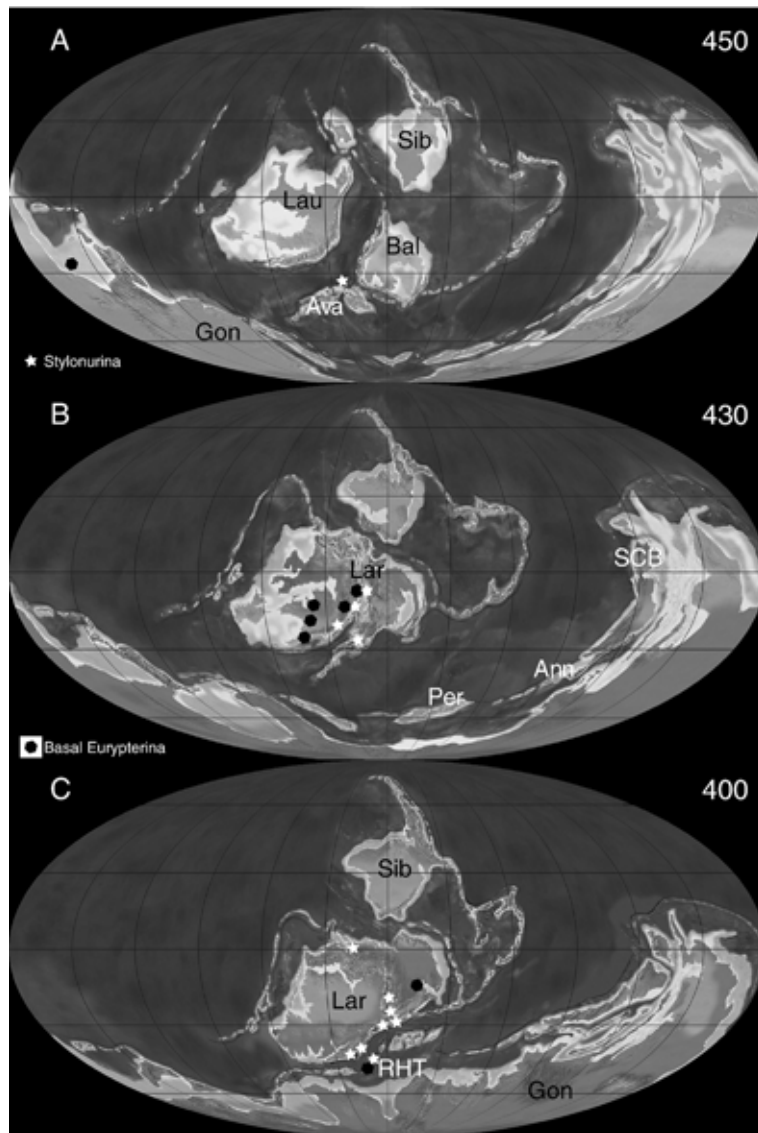 A
450
Sib
Lau
Bal
Ava
Gon
Stylonurina
B
430
SCB
Lar
Ann
Per
Basal Eurypterina
C
400
Sib
Lar
RHT
Gon